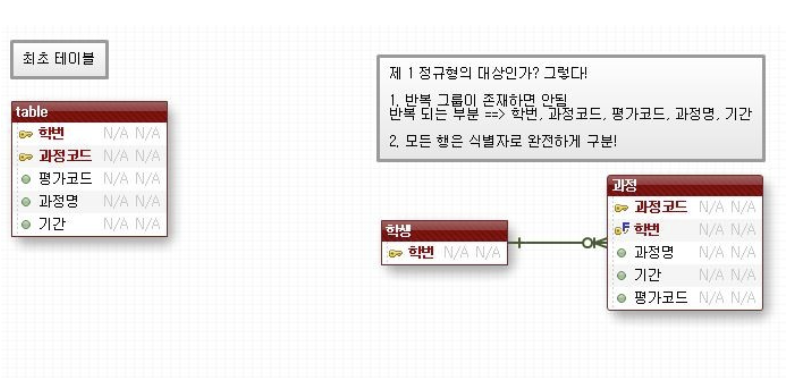 최초 테이블
table
학번 N/A N/A
과정코드 N/A N/A
평가코드 N/A N/A
과정명 N/A N/A
기간 N/A N/A
제 1 정규형의 대상인가? 그렇다!
1. 반복 그룹이 존재하면 안됨
반복 되는 부분 ==> 학번, 과정코드, 평가코드, 과정명, 기간
2. 모든 행은 식별자로 완전하게 구분!
학생
학번 N/A N/A
과정
과정코드 N/A N/A
F 학번 N/A N/A
과정명 N/A N/A
기간 N/A N/A
평가코드 N/A N/A